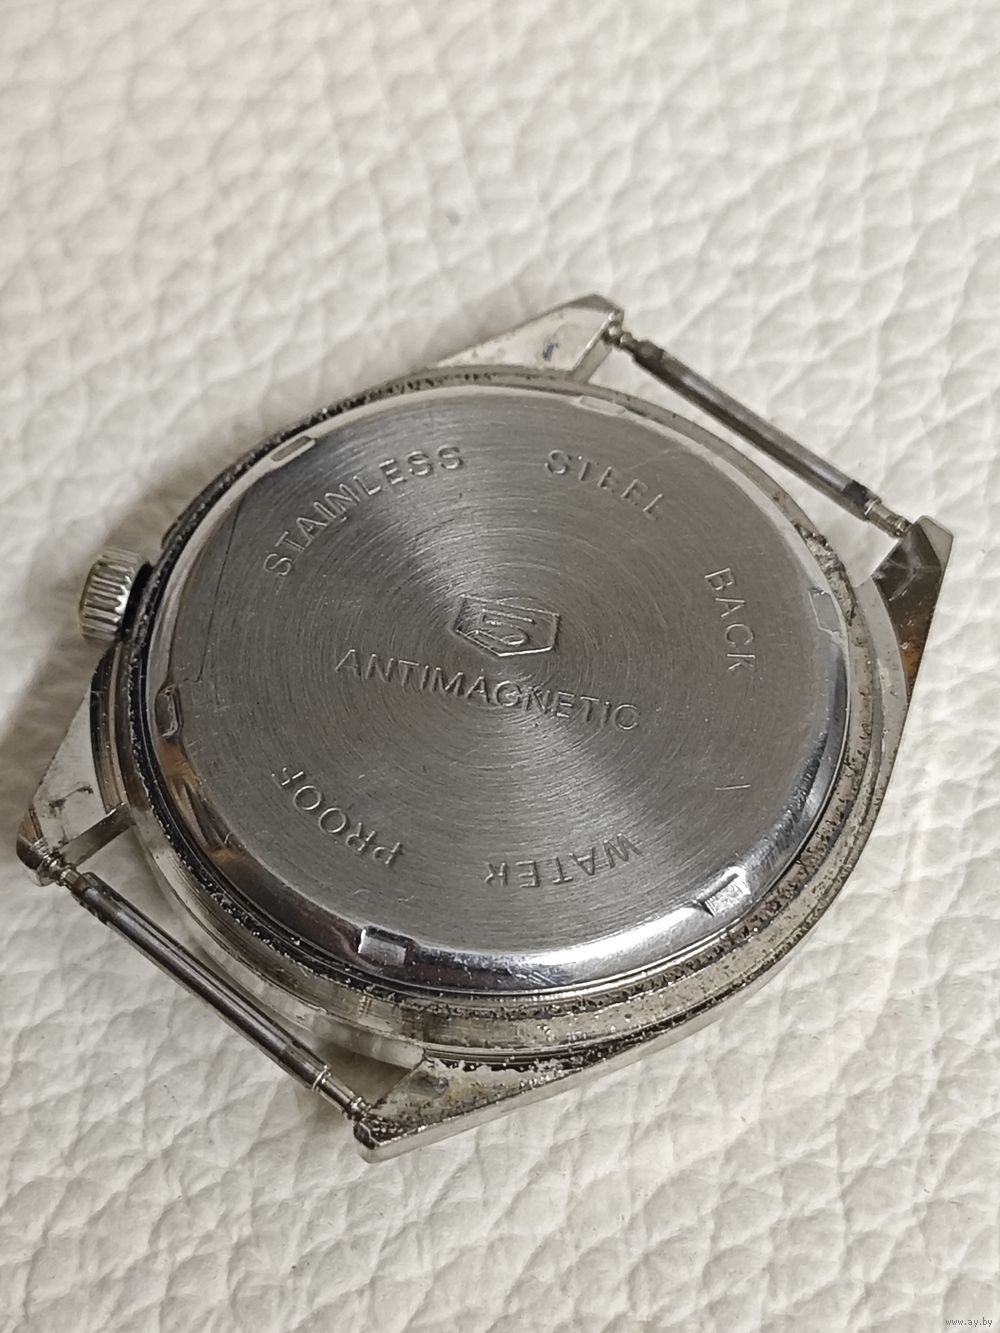 STAINLESS STEEL BACK
5
ANTIMAGNETIC
WATER PROOF
www.ay.by